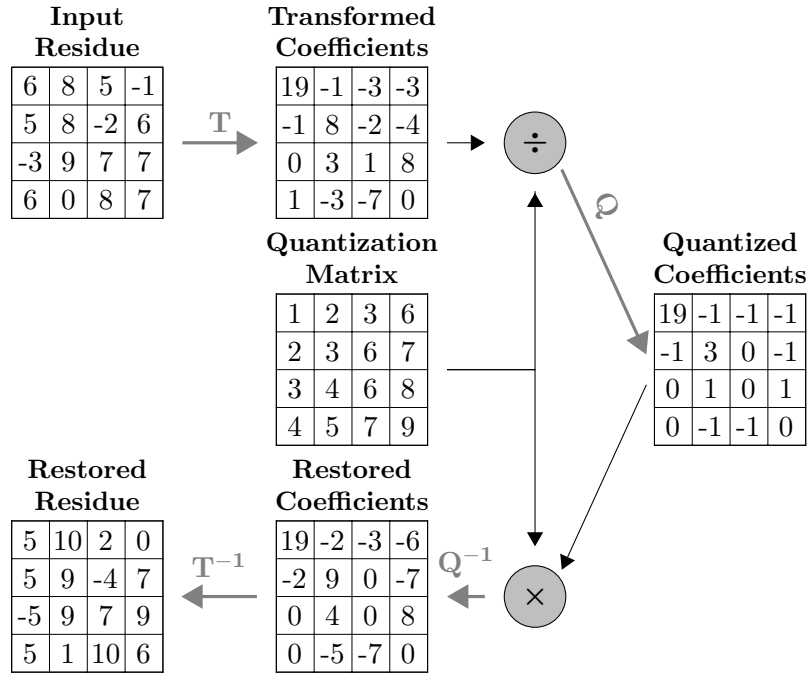 Input
Residue
6 8 5 -1
5 8 -2 6
-3 9 7 7
6 0 8 7
T
Transformed
Coefficients
19 -1 -3 -3
-1 8 -2 -4
0 3 1 8
1 -3 -7 0
÷
Q
Quantization
Matrix
1 2 3 6
2 3 6 7
3 4 6 8
4 5 7 9
Quantized
Coefficients
19 -1 -1 -1
-1 3 0 -1
0 1 0 1
0 -1 -1 0
Restored
Residue
5 10 2 0
5 9 -4 7
-5 9 7 9
5 1 10 6
T⁻¹
Restored
Coefficients
19 -2 -3 -6
-2 9 0 -7
0 4 0 8
0 -5 -7 0
Q⁻¹
×